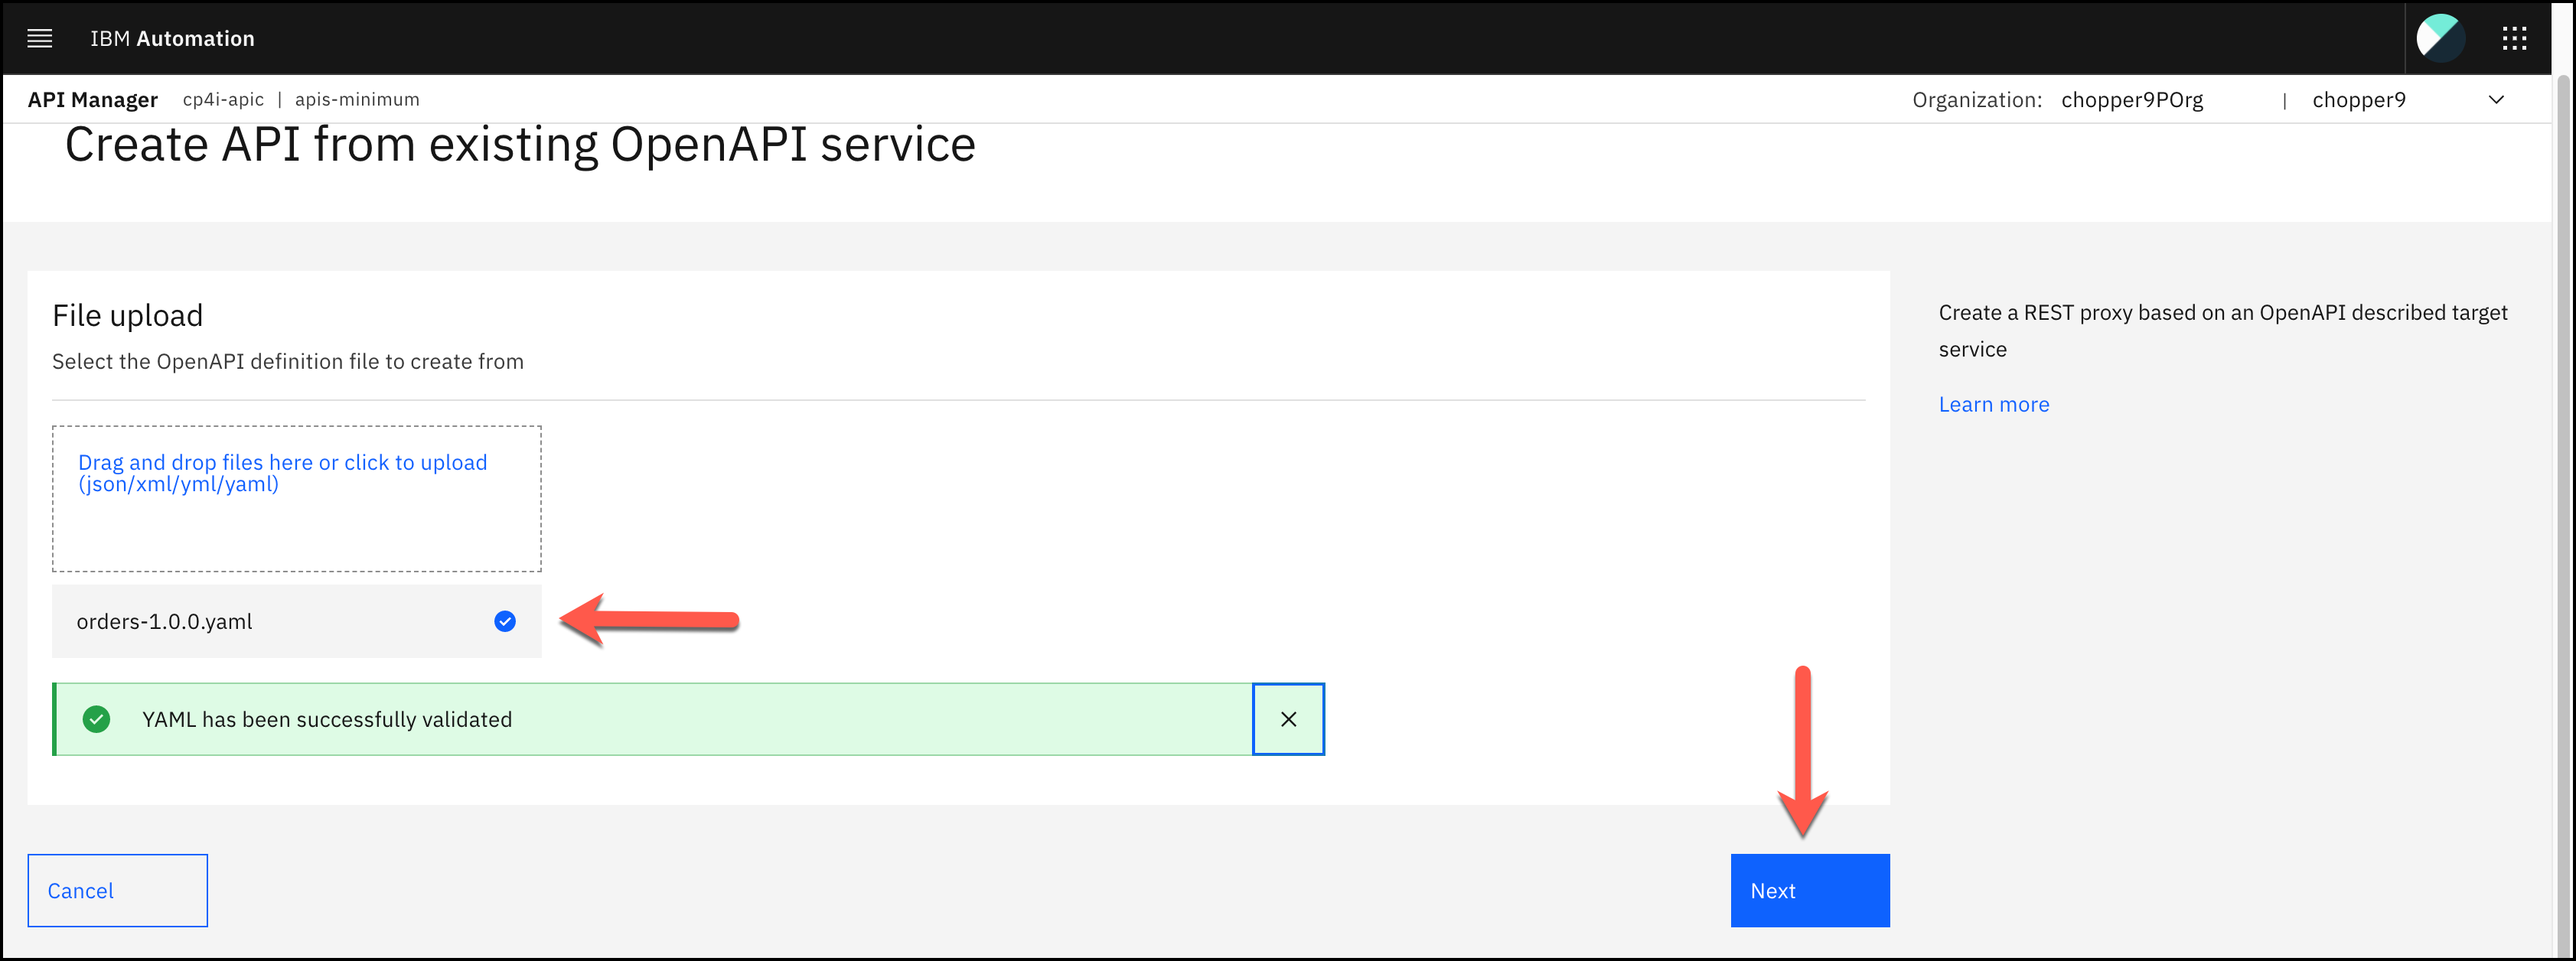 IBM Automation
API Manager cp4i-apic | apis-minimum Organization: chopper9POrg | chopper9
Create API from existing OpenAPI service
File upload
Select the OpenAPI definition file to create from
Drag and drop files here or click to upload
(json/xml/yml/yaml)
orders-1.0.0.yaml
YAML has been successfully validated
Create a REST proxy based on an OpenAPI described target
service
Learn more
Cancel
Next